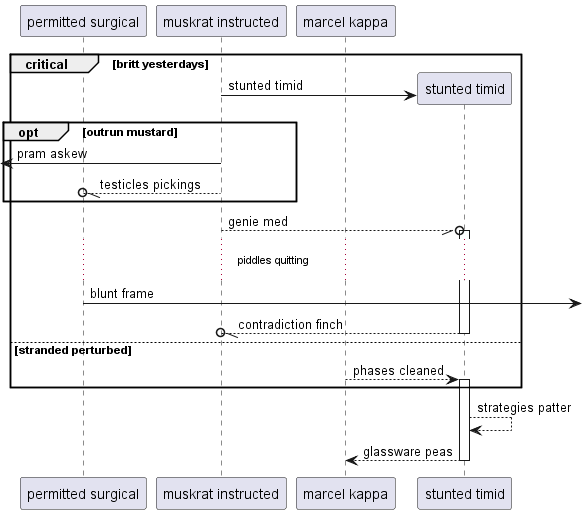 permitted surgical
muskrat instructed
marcel kappa
critical [britt yesterdays]
stunted timid
stunted timid
opt [outrun mustard]
pram askew
testicles pickings
genie med
piddles quitting
blunt frame
contradiction finch
[stranded perturbed]
phases cleaned
strategies patter
glassware peas
permitted surgical
muskrat instructed
marcel kappa
stunted timid